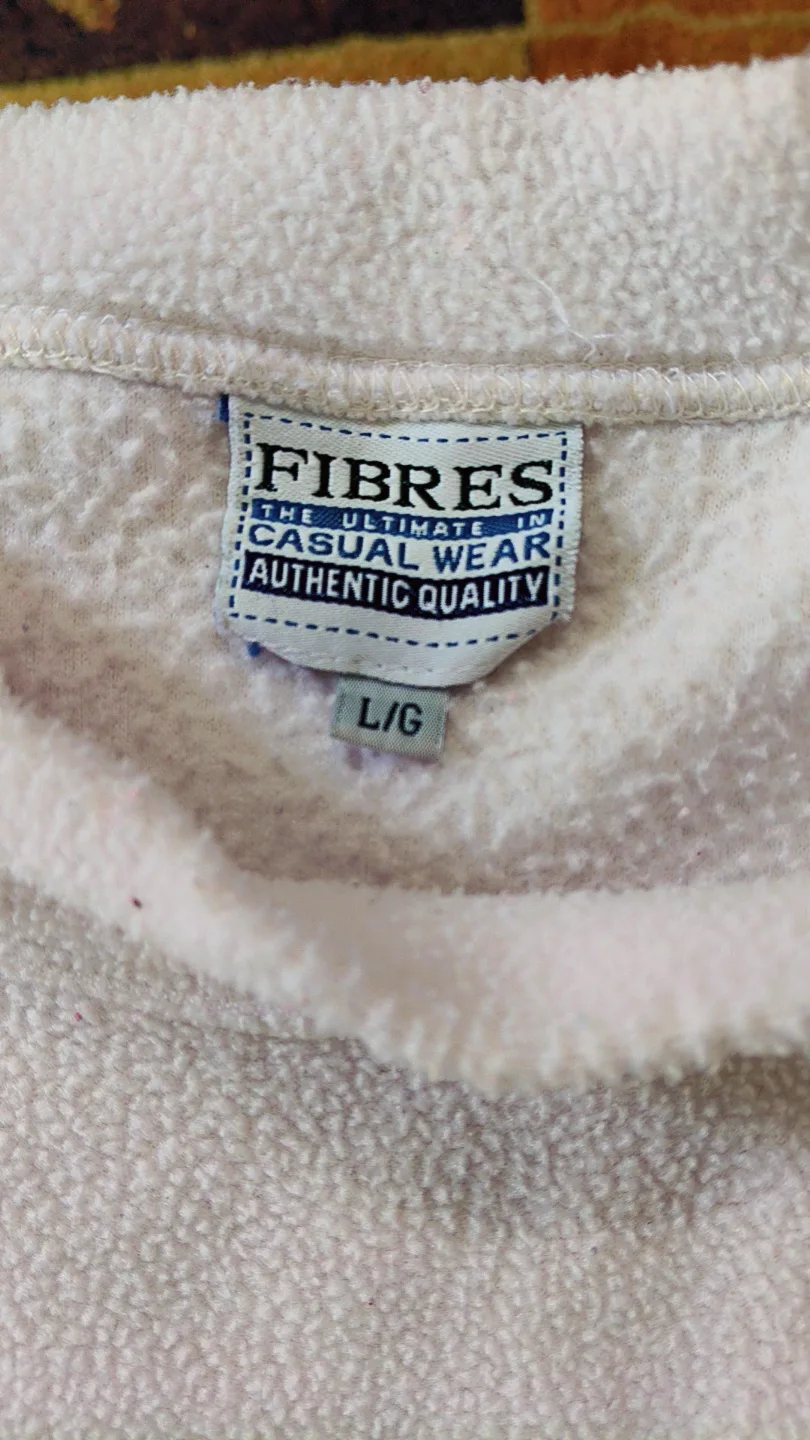 FIBRES
THE ULTIMATE IN
CASUAL WEAR
AUTHENTIC QUALITY
L/G